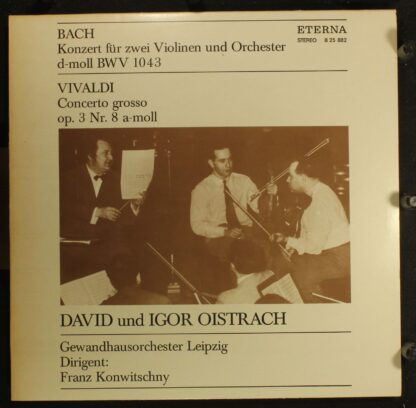 BACH
Konzert für zwei Violinen und Orchester
d-moll BWV 1043
ETERNA
STEREO 8 25 882
VIVALDI
Concerto grosso
op. 3 Nr. 8 a-moll
DAVID und IGOR OISTRACH
Gewandhausorchester Leipzig
Dirigent:
Franz Konwitschny